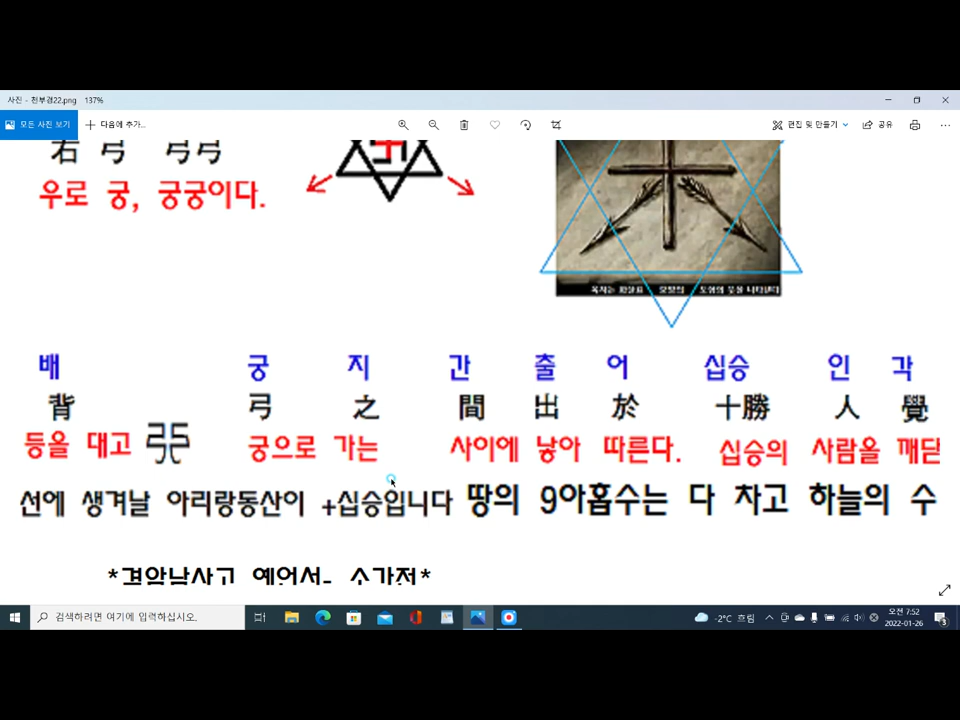 사진 - 천부경22.png 137%
모든 사진 보기 다음에 추가... 편집 및 만들기 공유
右 弓 弓弓
우로 궁, 궁궁이다.
배 궁 지 간 출 어 십승 인 각
背 弓 之 間 出 於 十勝 人 覺
등을 대고 궁으로 가는 사이에 낳아 따른다. 십승의 사람을 깨닫
선에 생겨날 아리랑동산이 +십승입니다 땅의 9아홉수는 다 차고 하늘의 수
검색하려면 여기에 입력하십시오.
-2°C 흐림
오전 7:52
2022-01-26
3